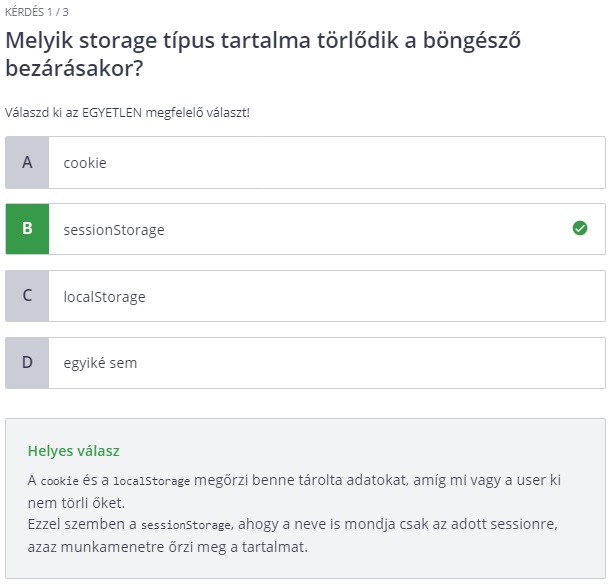 KÉRDÉS 1 / 3
Melyik storage típus tartalma törlődik a böngésző
bezárásakor?
Válaszd ki az EGYETLEN megfelelő választ!
A cookie
B sessionStorage
C localStorage
D egyiké sem
Helyes válasz
A cookie és a localStorage megőrzi benne tárolta adatokat, amíg mi vagy a user ki
nem törli őket.
Ezzel szemben a sessionStorage, ahogy a neve is mondja csak az adott sessionre,
azaz munkamenetre őrzi meg a tartalmat.